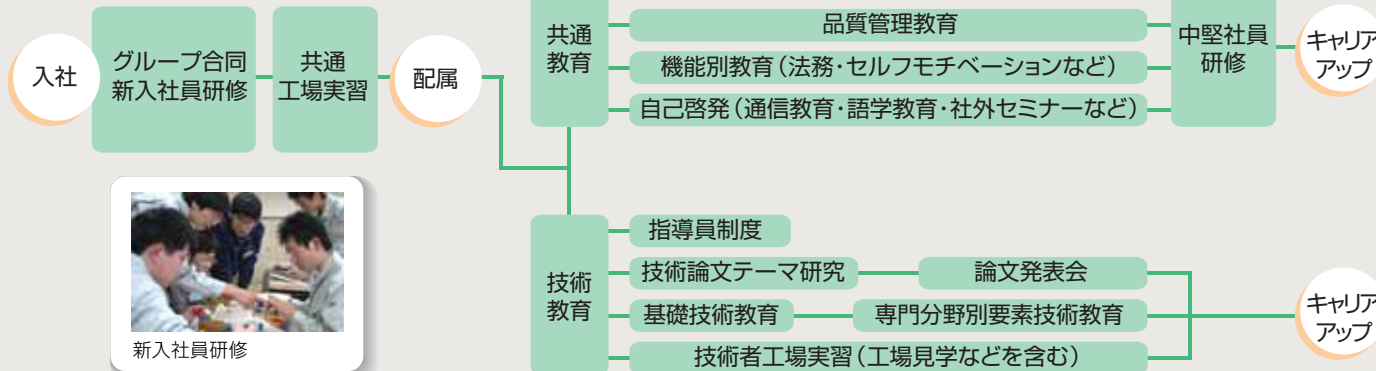 入社
グループ合同
新入社員研修
共通
工場実習
配属
共通
教育
品質管理教育
機能別教育（法務・セルフモチベーションなど）
自己啓発（通信教育・語学教育・社外セミナーなど）
中堅社員
研修
キャリア
アップ
新入社員研修
技術
教育
指導員制度
技術論文テーマ研究
論文発表会
基礎技術教育
専門分野別要素技術教育
技術者工場実習（工場見学などを含む）
キャリア
アップ